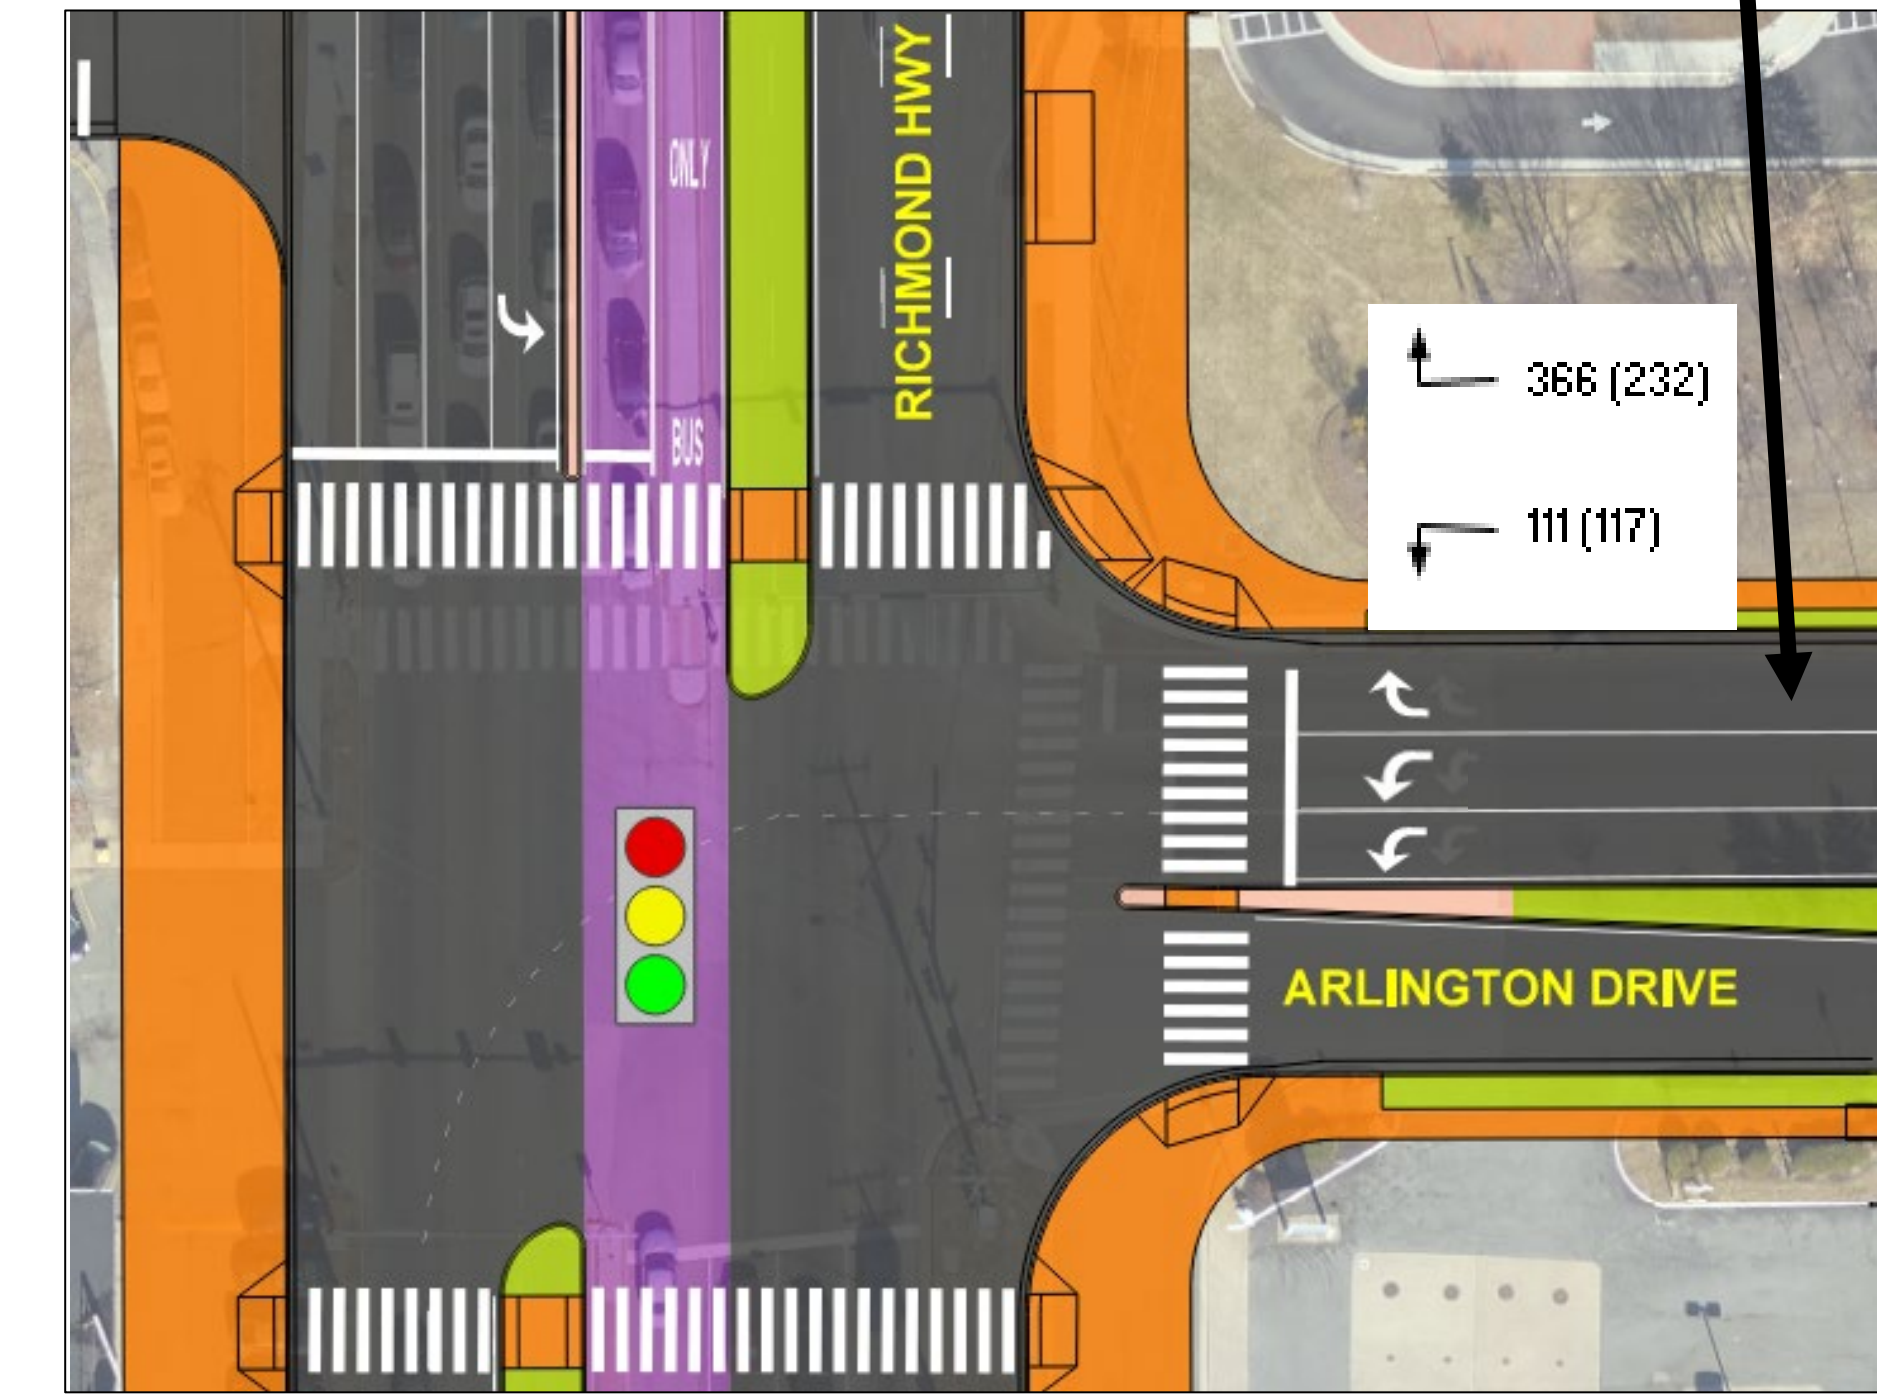 ONLY
BUS
RICHMOND HWY
366 (232)
111 (117)
ARLINGTON DRIVE